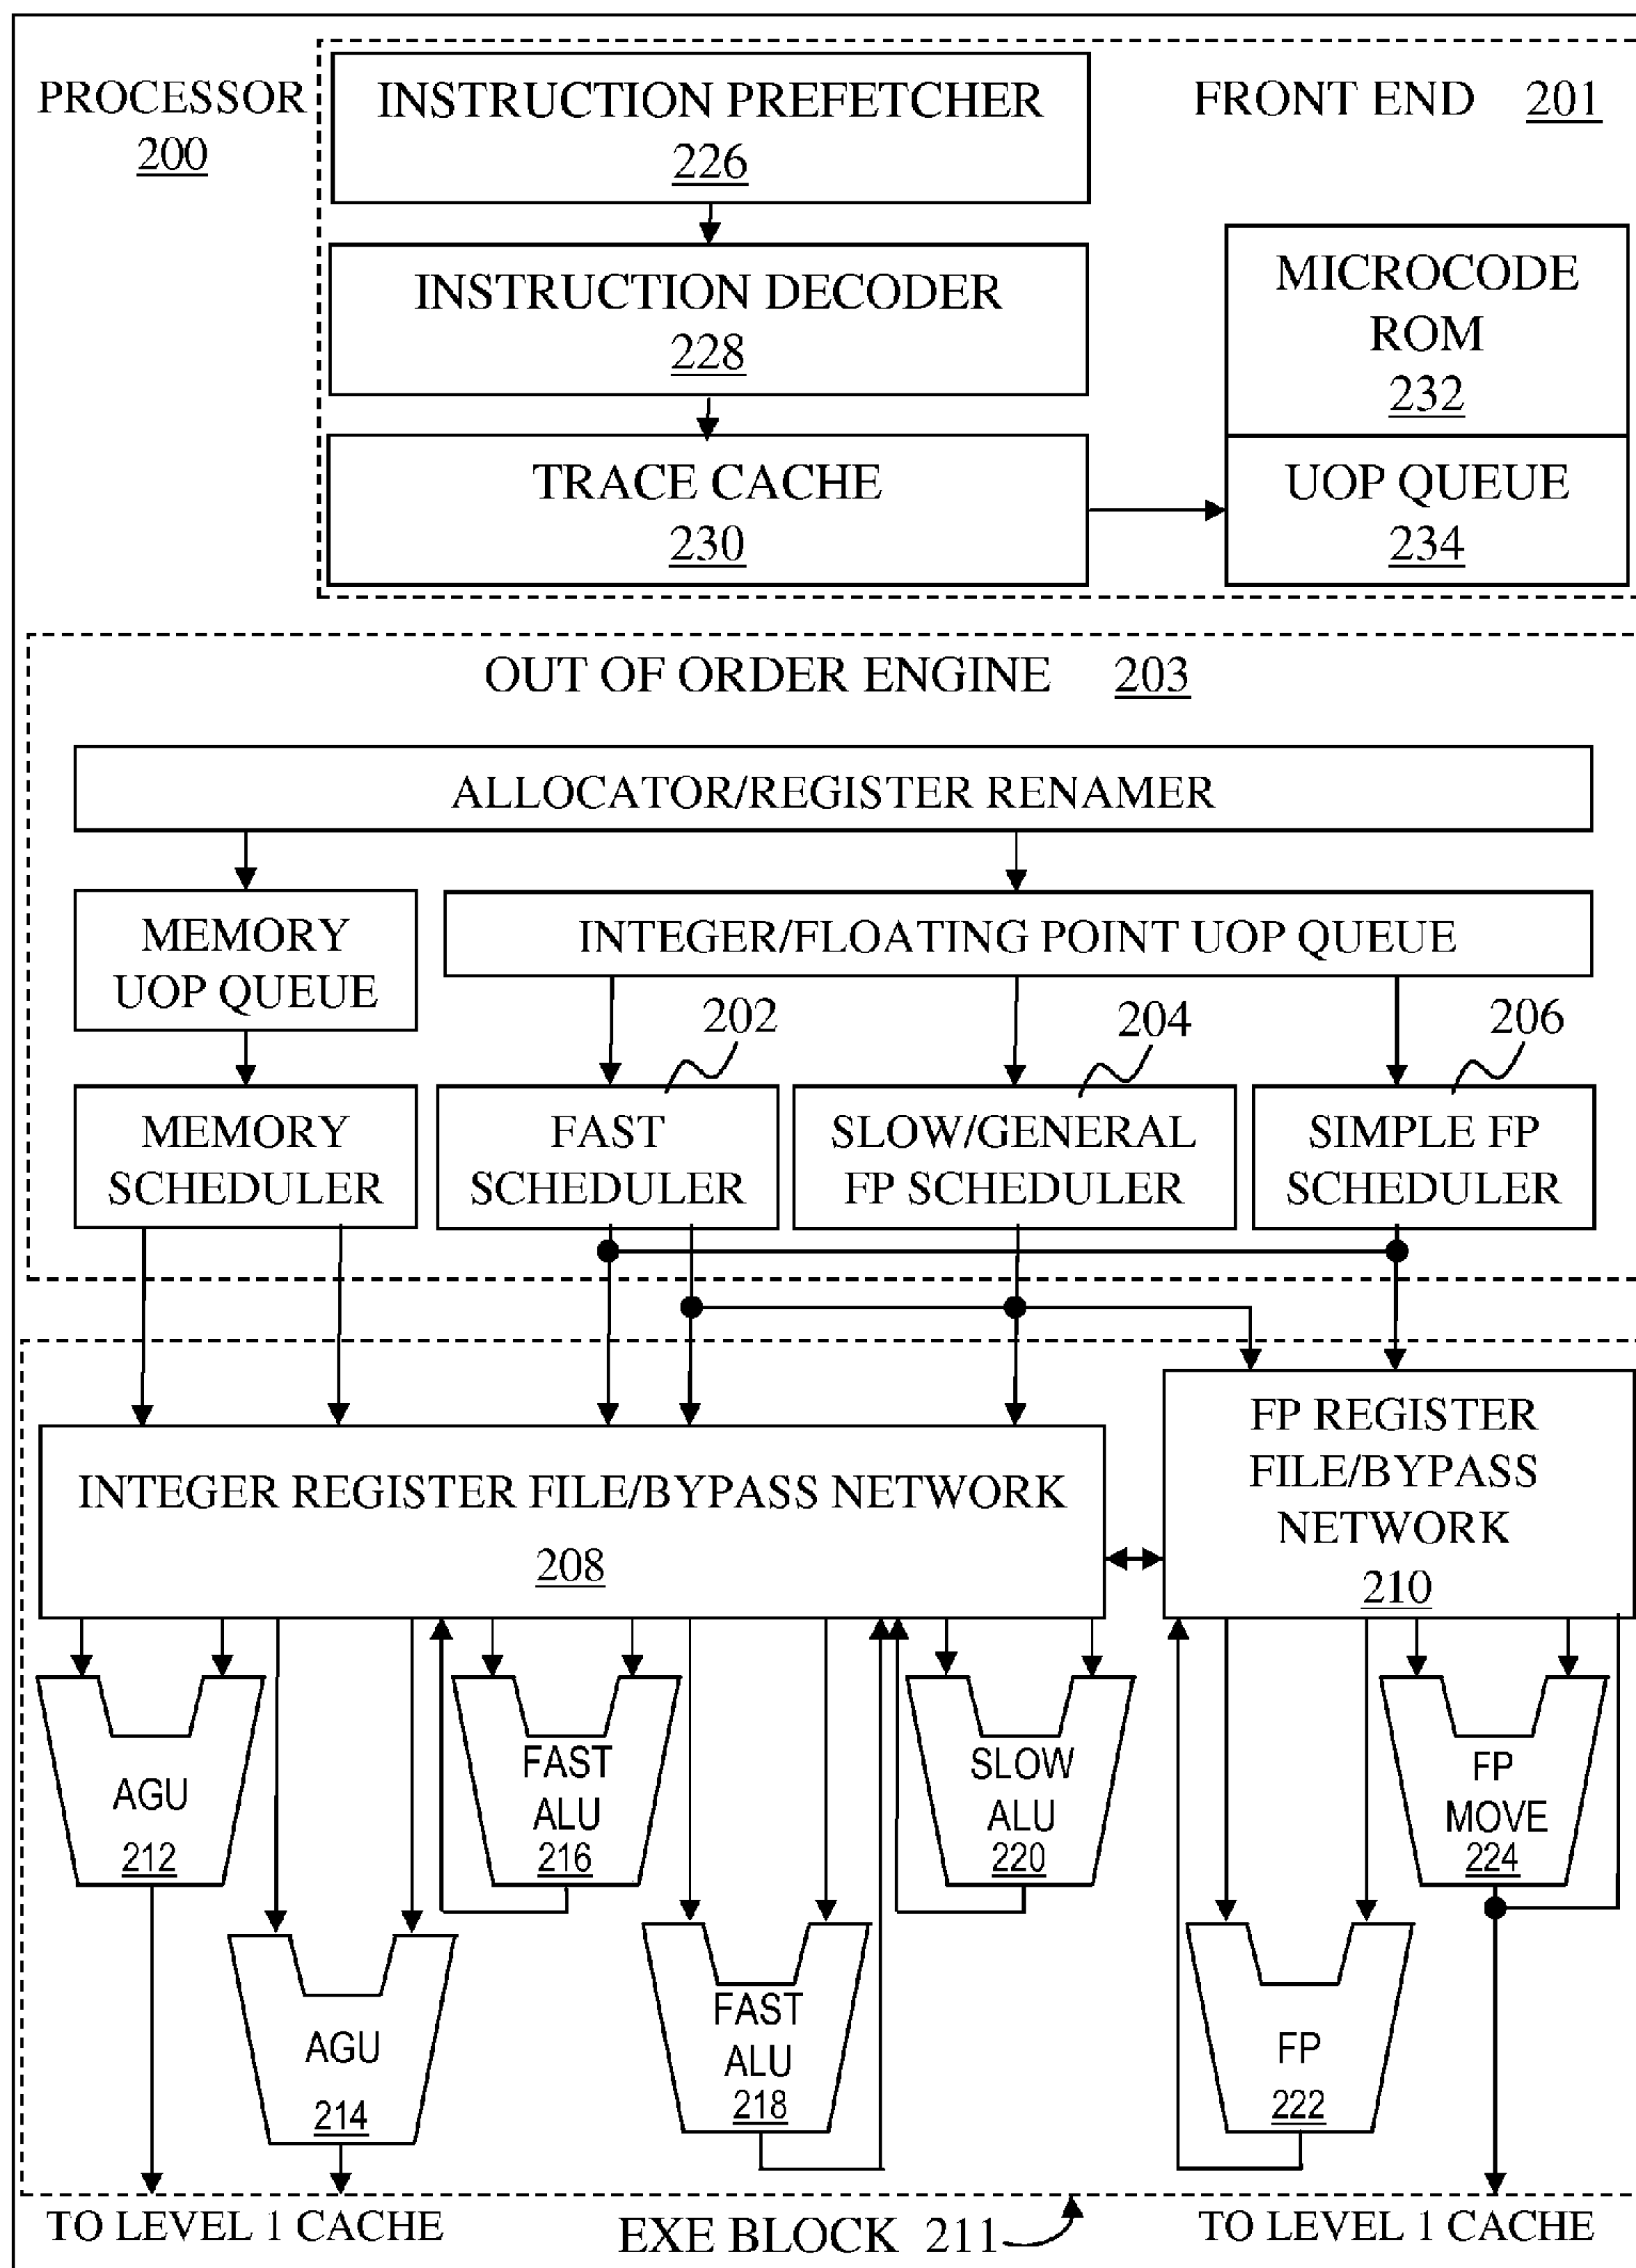 PROCESSOR
200
INSTRUCTION PREFETCHER
226
FRONT END 201
INSTRUCTION DECODER
228
MICROCODE
ROM
232
TRACE CACHE
230
UOP QUEUE
234
OUT OF ORDER ENGINE 203
ALLOCATOR/REGISTER RENAMER
MEMORY
UOP QUEUE
INTEGER/FLOATING POINT UOP QUEUE
202
204
206
MEMORY
SCHEDULER
FAST
SCHEDULER
SLOW/GENERAL
FP SCHEDULER
SIMPLE FP
SCHEDULER
INTEGER REGISTER FILE/BYPASS NETWORK
208
FP REGISTER
FILE/BYPASS
NETWORK
210
AGU
212
FAST
ALU
216
SLOW
ALU
220
FP
MOVE
224
AGU
214
FAST
ALU
218
FP
222
TO LEVEL 1 CACHE
EXE BLOCK 211
TO LEVEL 1 CACHE